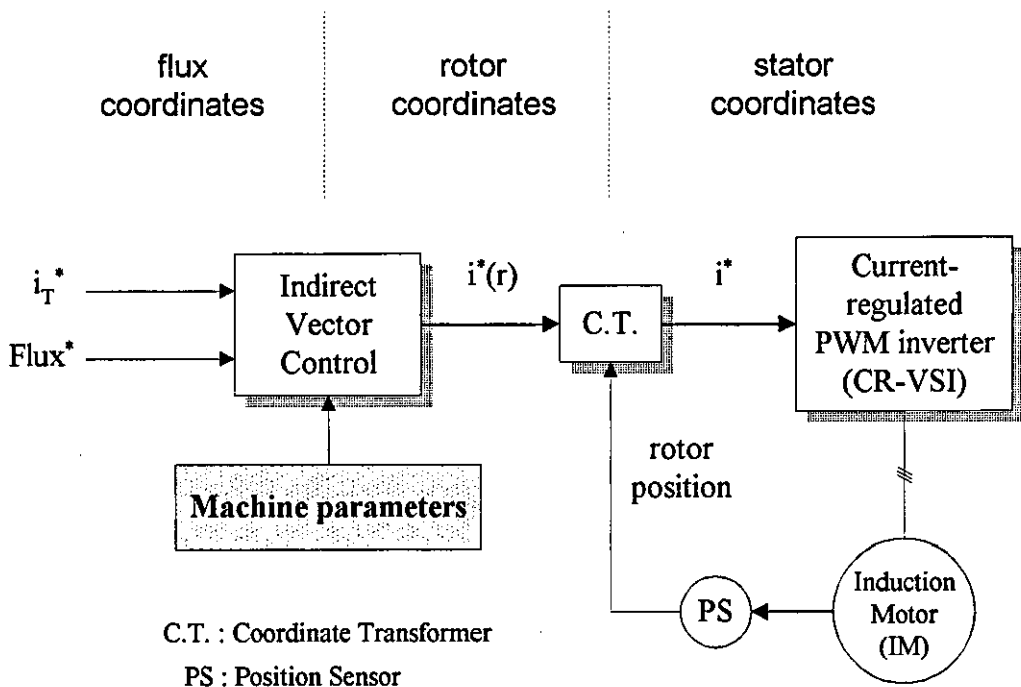 flux
coordinates
rotor
coordinates
stator
coordinates
i_T*
Flux*
Indirect
Vector
Control
i*(r)
C.T.
i*
Current-
regulated
PWM inverter
(CR-VSI)
Machine parameters
rotor
position
PS
Induction
Motor
(IM)
C.T. : Coordinate Transformer
PS : Position Sensor